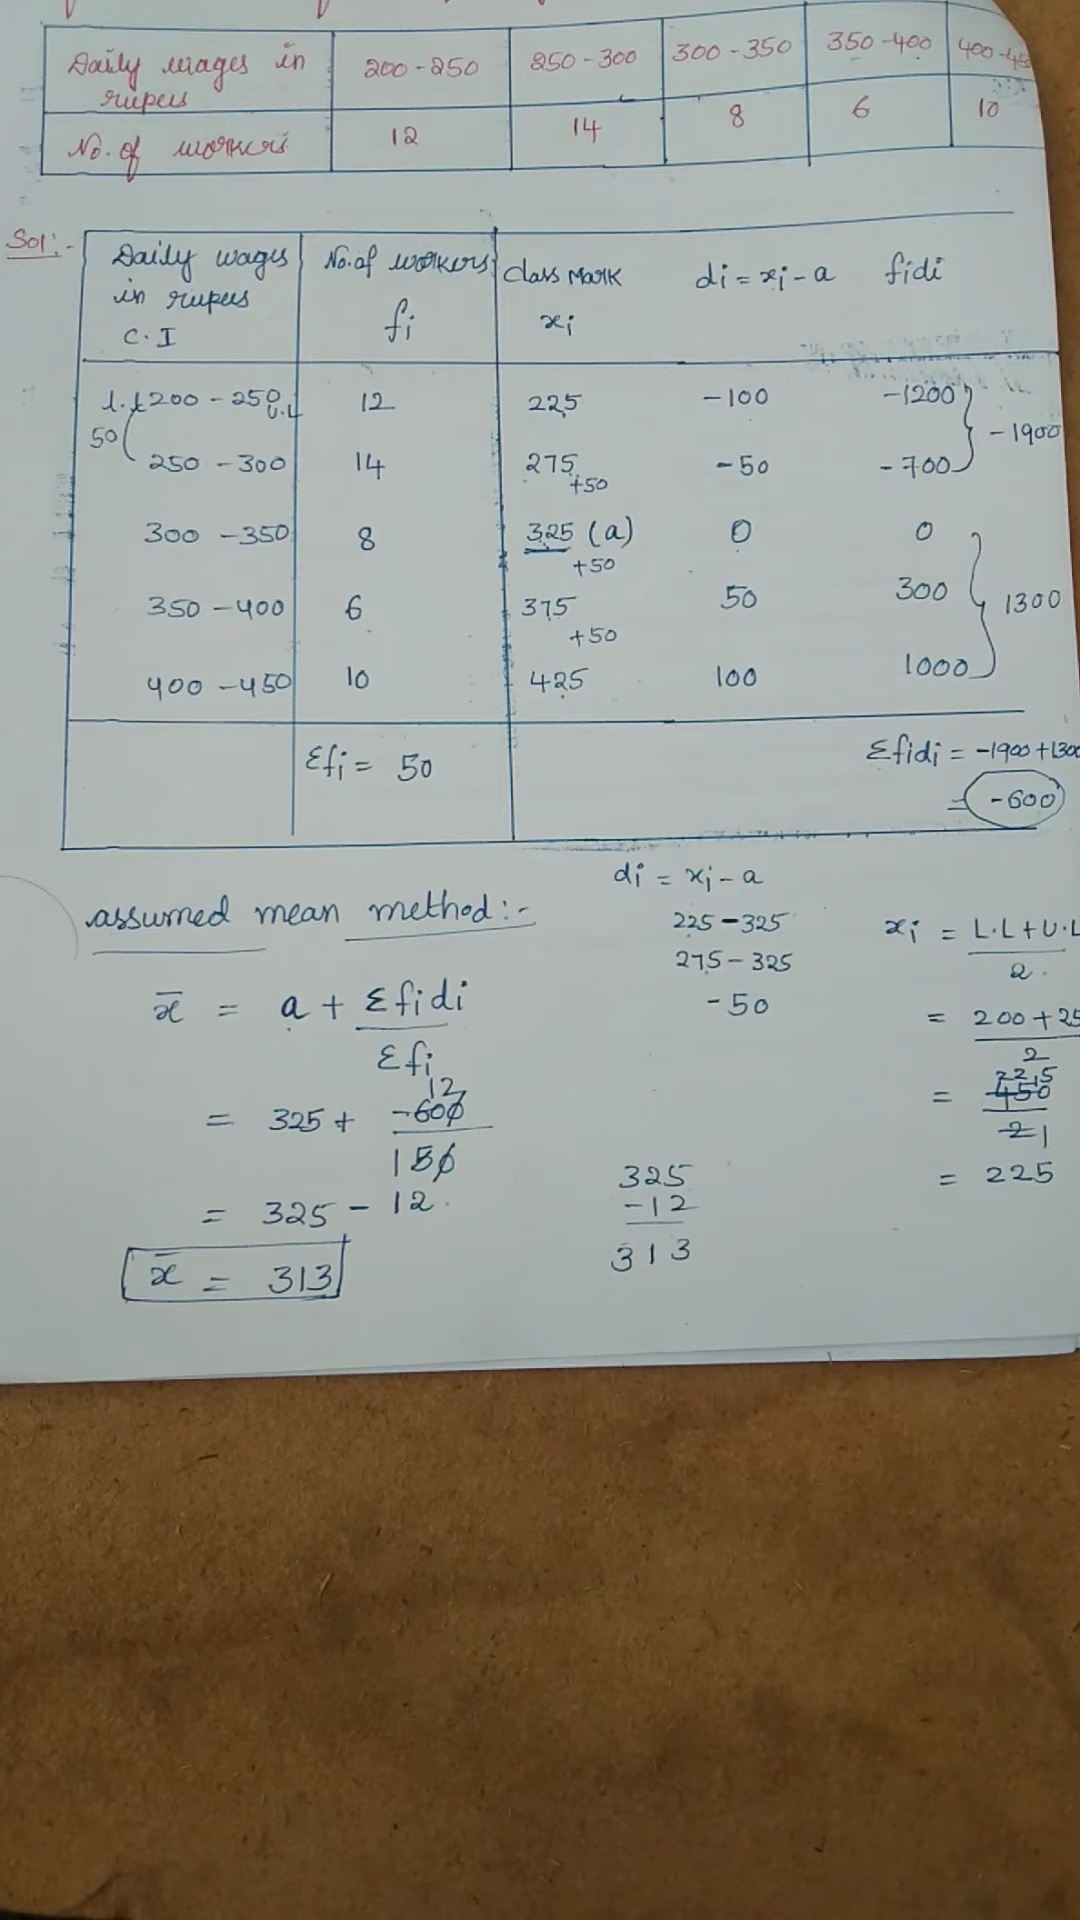 Daily wages in rupees 200-250 250-300 300-350 350-400
No. of workers 12 14 8 6 10
Sol:-
Daily wages in rupees C.I No. of workers fi Class Mark xi di = xi - a fidi
L.L 200 - 250 U.L 12 225 -100 -1200
50 -1900
250 - 300 14 275 -50 -700
+50
300 - 350 8 325 (a) 0 0
+50
350 - 400 6 375 50 300 1300
+50
400 - 450 10 425 100 1000
Σfi = 50 Σfidi = -1900+1300
= -600
assumed mean method:-
x̄ = a + Σfidi / Σfi
= 325 + -600 / 50
12
1
= 325 - 12
x̄ = 313
di = xi - a
225 - 325
275 - 325
-50
325
-12
313
xi = L.L + U.L / 2
= 200 + 25 / 2
225
= 450 / 2
1
= 225